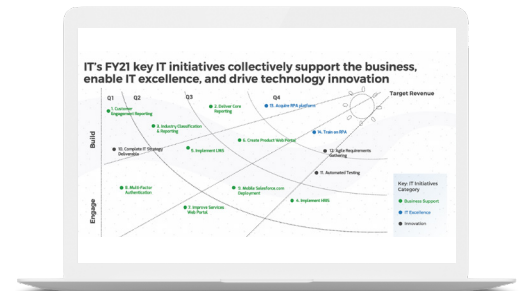 IT's FY21 key IT initiatives collectively support the business,
enable IT excellence, and drive technology innovation
Q1 Q2 Q3 Q4 Target Revenue
1. Customer
Engagement Reporting
2. Deliver Core
Reporting
13. Acquire RPA platform
3. Industry Classification
& Reporting
14. Train on RPA
Build
10. Complete IT Strategy
Deliverable
5. Implement LMS
6. Create Product Web Portal
12. Agile Requirements
Gathering
11. Automated Testing
8. Multi-Factor
Authentication
9. Mobile Salesforce.com
Deployment
4. Implement HRIS
Engage
7. Improve Services
Web Portal
Key IT Initiatives
Category
Business Support
IT Excellence
Innovation